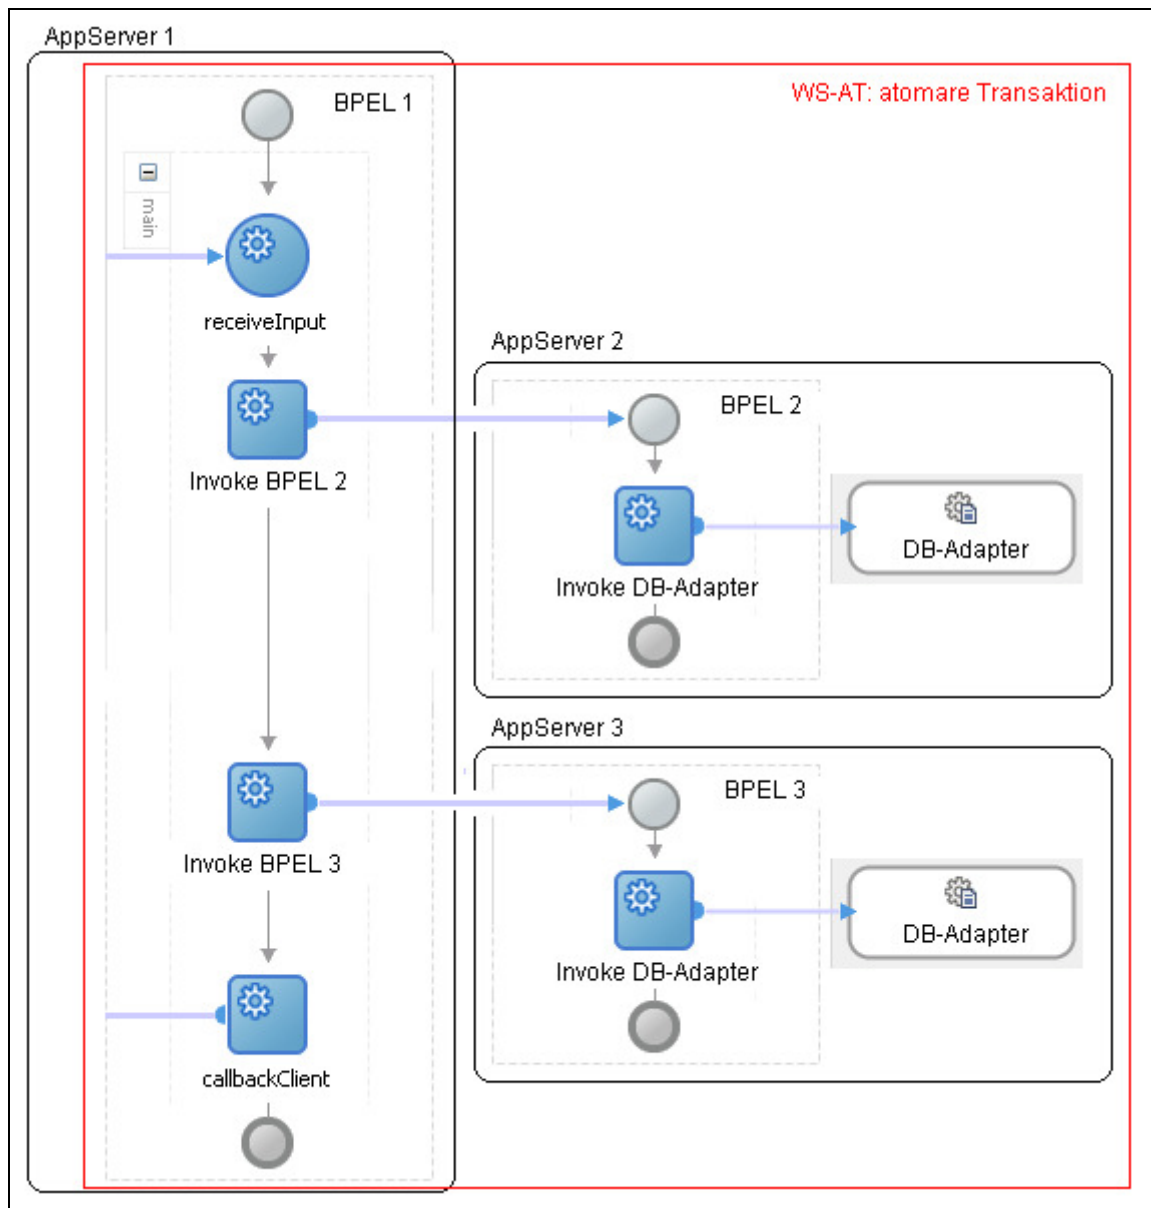 AppServer 1
WS-AT: atomare Transaktion
BPEL 1
main
receiveInput
AppServer 2
Invoke BPEL 2
BPEL 2
DB-Adapter
Invoke DB-Adapter
AppServer 3
BPEL 3
Invoke BPEL 3
DB-Adapter
Invoke DB-Adapter
callbackClient